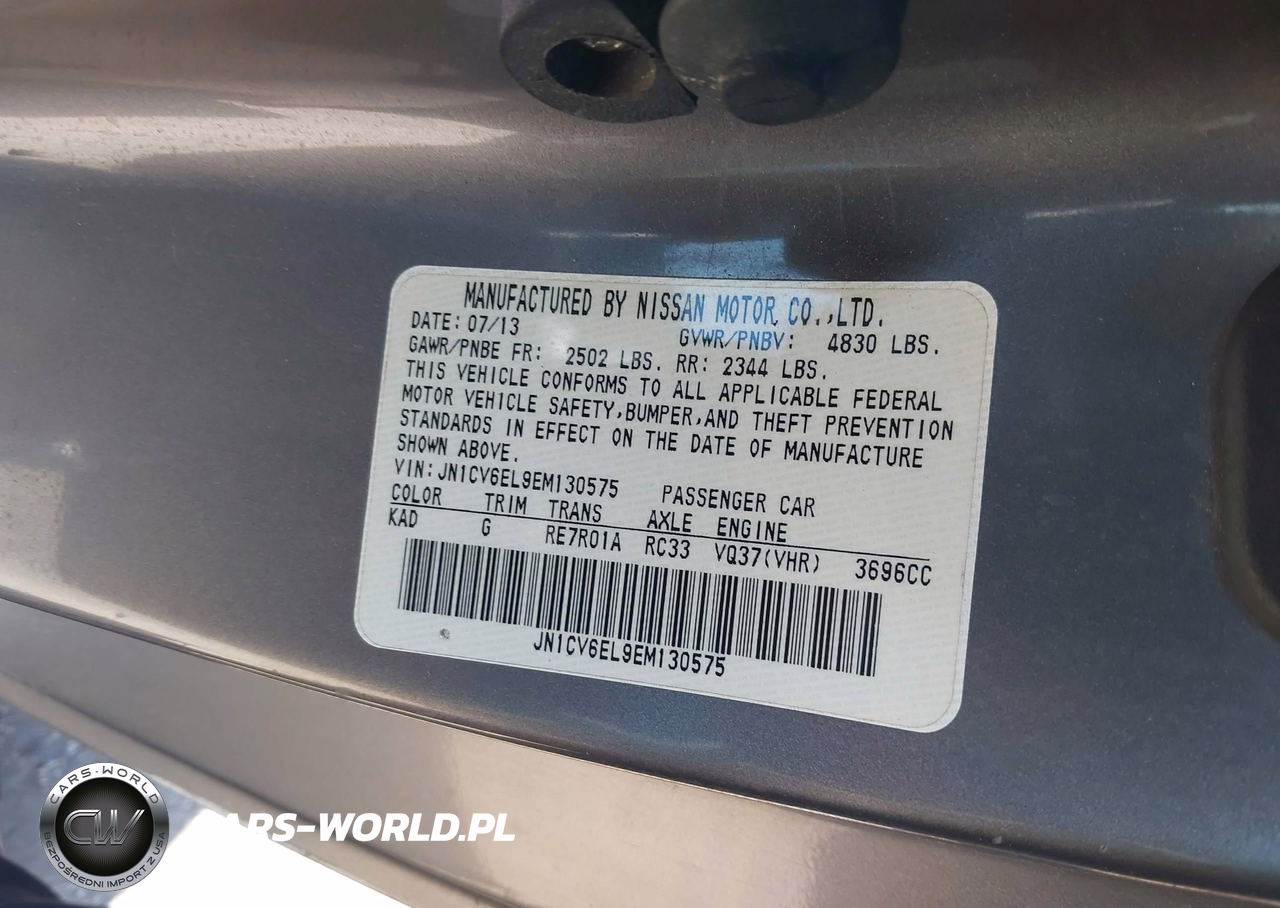 MANUFACTURED BY NISSAN MOTOR CO.,LTD.
DATE: 07/13 GVWR/PNBV: 4830 LBS.
GAWR/PNBE FR: 2502 LBS. RR: 2344 LBS.
THIS VEHICLE CONFORMS TO ALL APPLICABLE FEDERAL
MOTOR VEHICLE SAFETY,BUMPER,AND THEFT PREVENTION
STANDARDS IN EFFECT ON THE DATE OF MANUFACTURE
SHOWN ABOVE.
VIN:JN1CV6EL9EM130575 PASSENGER CAR
COLOR TRIM TRANS AXLE ENGINE
KAD G RE7R01A RC33 VQ37(VHR) 3696CC
JN1CV6EL9EM130575
CARS-WORLD
CW
BEZPOŚREDNI IMPORT Z USA
CARS-WORLD.PL